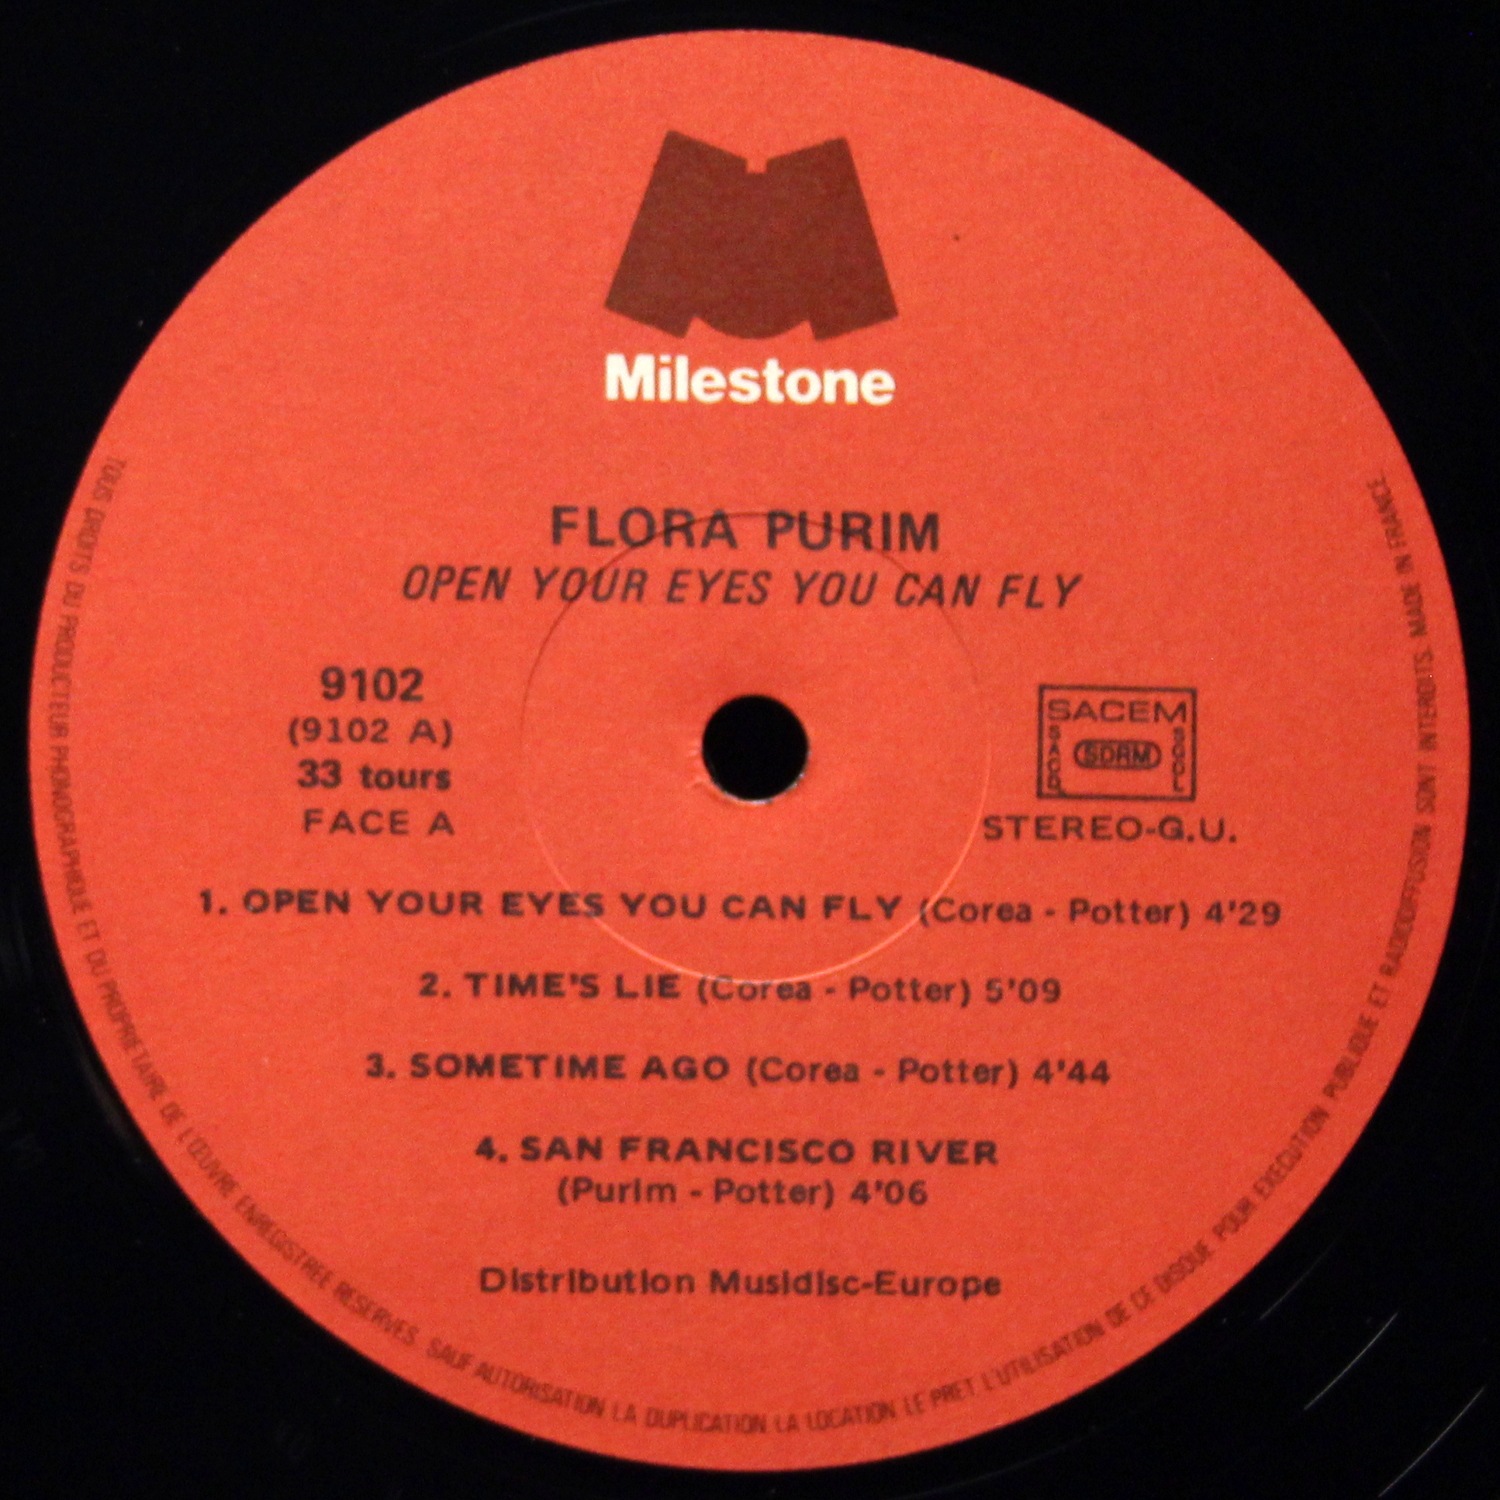 Milestone
FLORA PURIM
OPEN YOUR EYES YOU CAN FLY
9102
(9102 A)
33 tours
FACE A
SACEM
SACD
SDRM
SGDL
STEREO-G.U.
1. OPEN YOUR EYES YOU CAN FLY (Corea - Potter) 4'29
2. TIME'S LIE (Corea - Potter) 5'09
3. SOMETIME AGO (Corea - Potter) 4'44
4. SAN FRANCISCO RIVER
(Purim - Potter) 4'06
Distribution Musidisc-Europe
TOUS DROITS DU PRODUCTEUR PHONOGRAPHIQUE ET DU PROPRIETAIRE DE L'ŒUVRE ENREGISTREE RESERVES. SAUF AUTORISATION LA DUPLICATION LA LOCATION LE PRET L'UTILISATION DE CE DISQUE POUR EXECUTION PUBLIQUE ET RADIODIFFUSION SONT INTERDITS. MADE IN FRANCE.